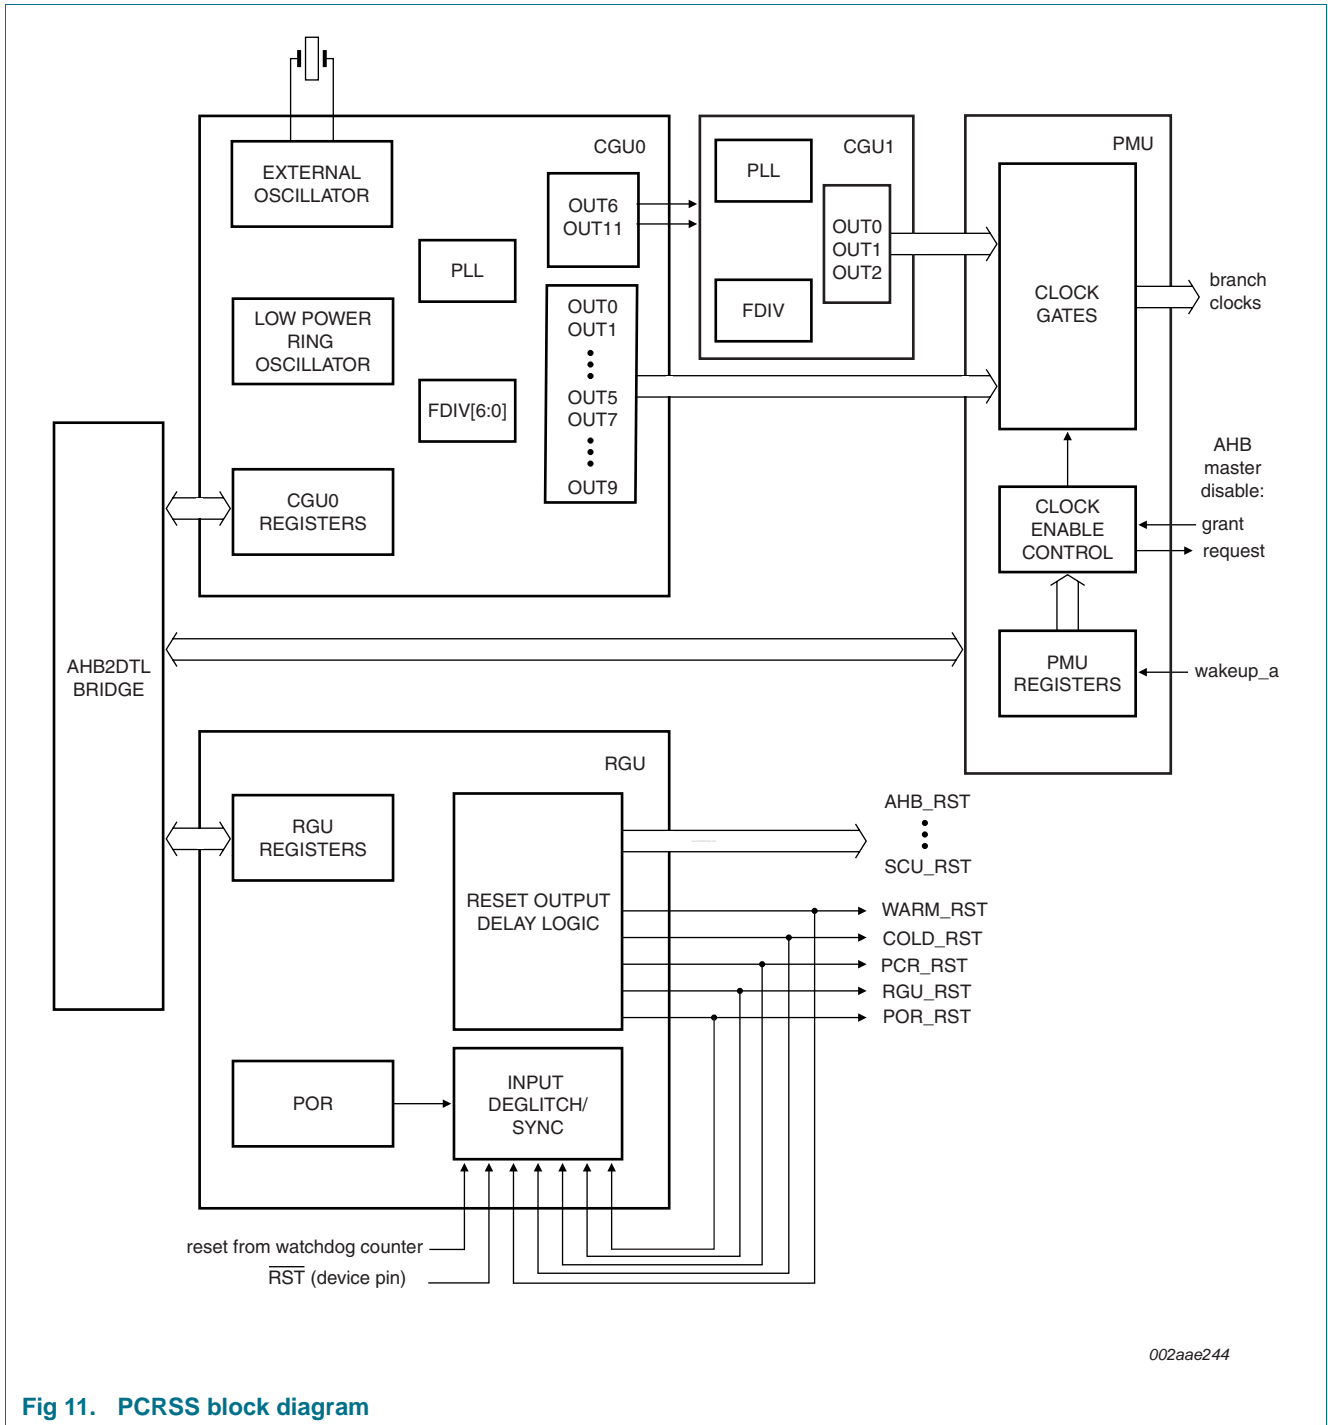 CGU0
EXTERNAL
OSCILLATOR
LOW POWER
RING
OSCILLATOR
CGU0
REGISTERS
PLL
FDIV[6:0]
OUT6
OUT11
OUT0
OUT1
OUT5
OUT7
OUT9
CGU1
PLL
FDIV
OUT0
OUT1
OUT2
PMU
CLOCK
GATES
branch
clocks
AHB
master
disable:
grant
request
CLOCK
ENABLE
CONTROL
PMU
REGISTERS
wakeup_a
AHB2DTL
BRIDGE
RGU
RGU
REGISTERS
RESET OUTPUT
DELAY LOGIC
AHB_RST
SCU_RST
WARM_RST
COLD_RST
PCR_RST
RGU_RST
POR_RST
POR
INPUT
DEGLITCH/
SYNC
reset from watchdog counter
RST (device pin)
002aae244
Fig 11. PCRSS block diagram